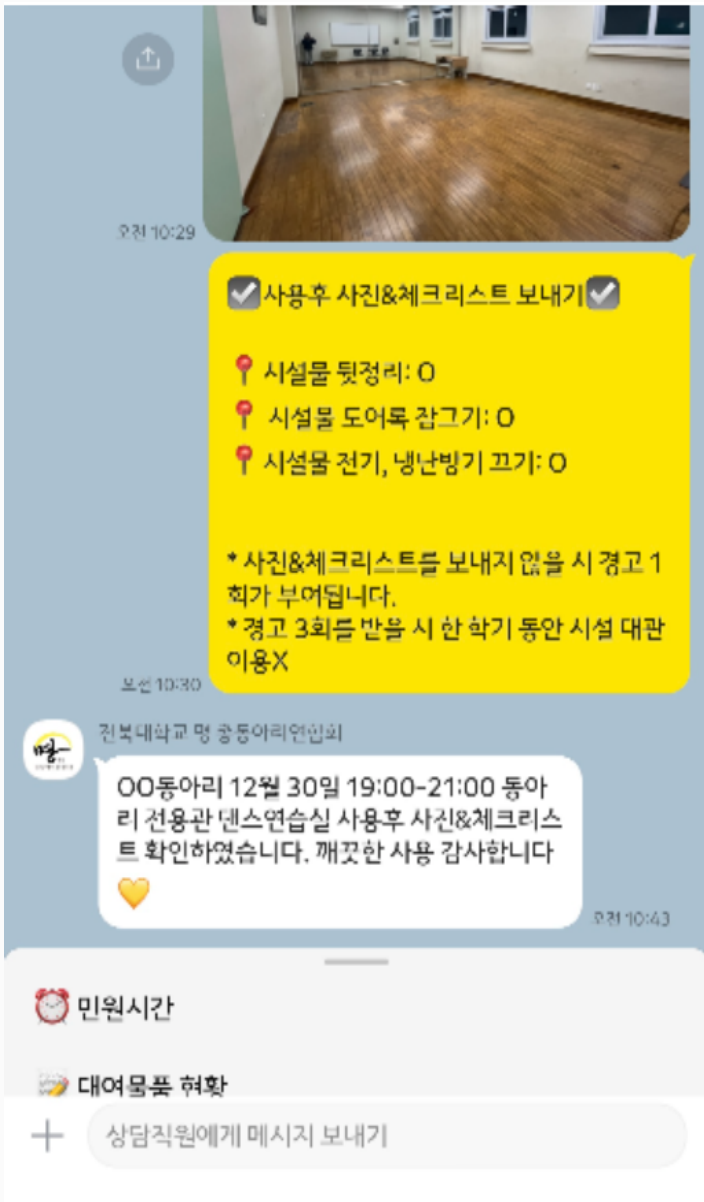 오전 10:29
사용후 사진&체크리스트 보내기
시설물 뒷정리: O
시설물 도어록 잠그기: O
시설물 전기, 냉난방기 끄기: O
* 사진&체크리스트를 보내지 않을 시 경고 1
회가 부여됩니다.
* 경고 3회를 받을 시 한 학기 동안 시설 대관
이용X
오전 10:30
전북대학교 명 총동아리연합회
OO동아리 12월 30일 19:00-21:00 동아
리 전용관 댄스연습실 사용후 사진&체크리스
트 확인하였습니다. 깨끗한 사용 감사합니다
오전 10:43
민원시간
대여물품 현황
상담직원에게 메시지 보내기